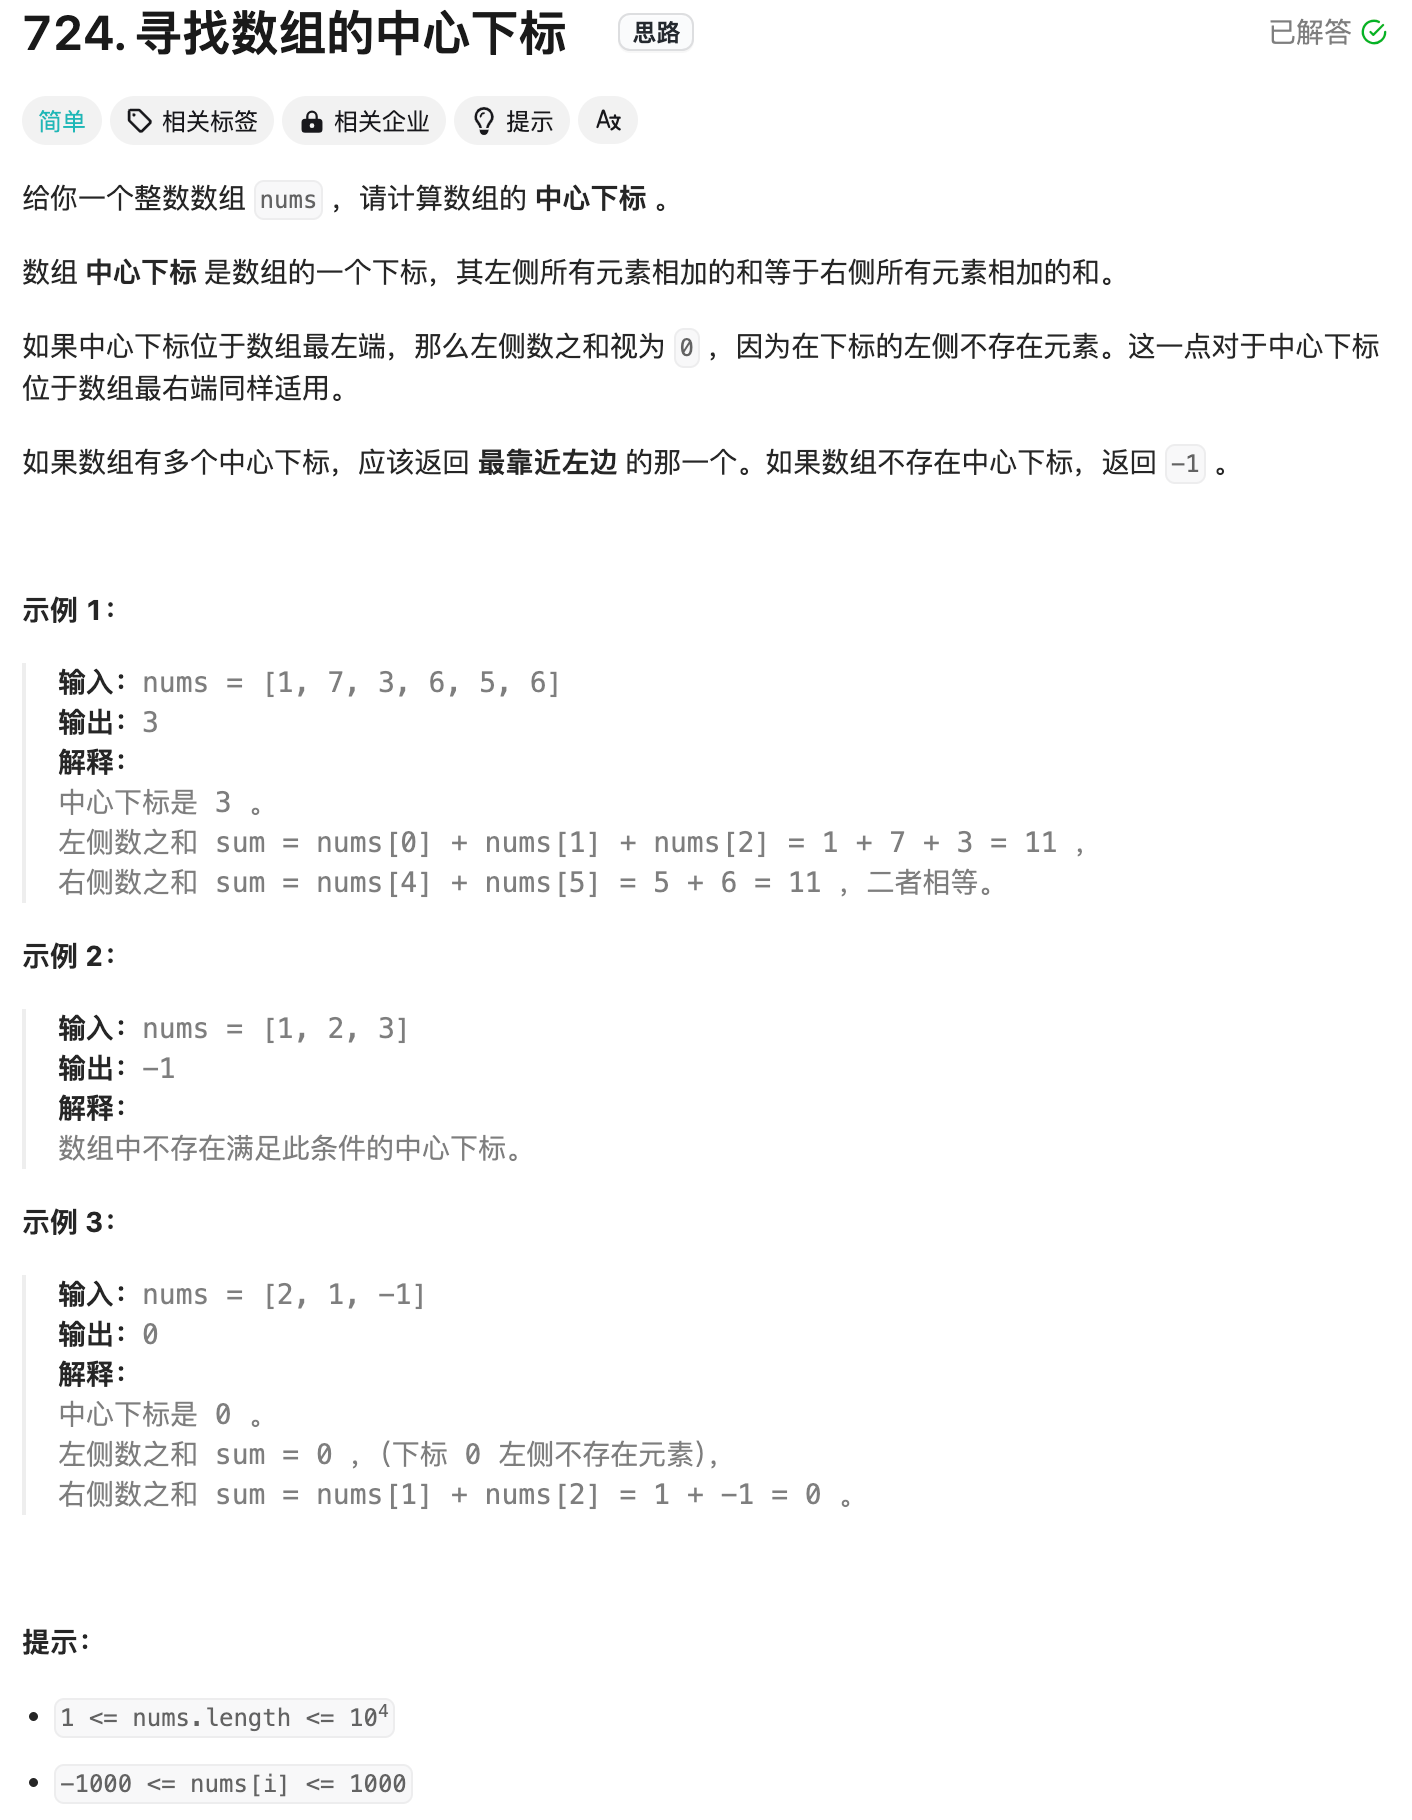 724. 寻找数组的中心下标 思路 已解答
简单 相关标签 相关企业 提示 A文
给你一个整数数组 nums ，请计算数组的 中心下标 。
数组 中心下标 是数组的一个下标，其左侧所有元素相加的和等于右侧所有元素相加的和。
如果中心下标位于数组最左端，那么左侧数之和视为 0 ，因为在下标的左侧不存在元素。这一点对于中心下标
位于数组最右端同样适用。
如果数组有多个中心下标，应该返回 最靠近左边 的那一个。如果数组不存在中心下标，返回 -1 。
示例 1：
输入：nums = [1, 7, 3, 6, 5, 6]
输出：3
解释：
中心下标是 3 。
左侧数之和 sum = nums[0] + nums[1] + nums[2] = 1 + 7 + 3 = 11 ，
右侧数之和 sum = nums[4] + nums[5] = 5 + 6 = 11 ，二者相等。
示例 2：
输入：nums = [1, 2, 3]
输出：-1
解释：
数组中不存在满足此条件的中心下标。
示例 3：
输入：nums = [2, 1, -1]
输出：0
解释：
中心下标是 0 。
左侧数之和 sum = 0 ，（下标 0 左侧不存在元素），
右侧数之和 sum = nums[1] + nums[2] = 1 + -1 = 0 。
提示：
• 1 <= nums.length <= 10⁴
• -1000 <= nums[i] <= 1000